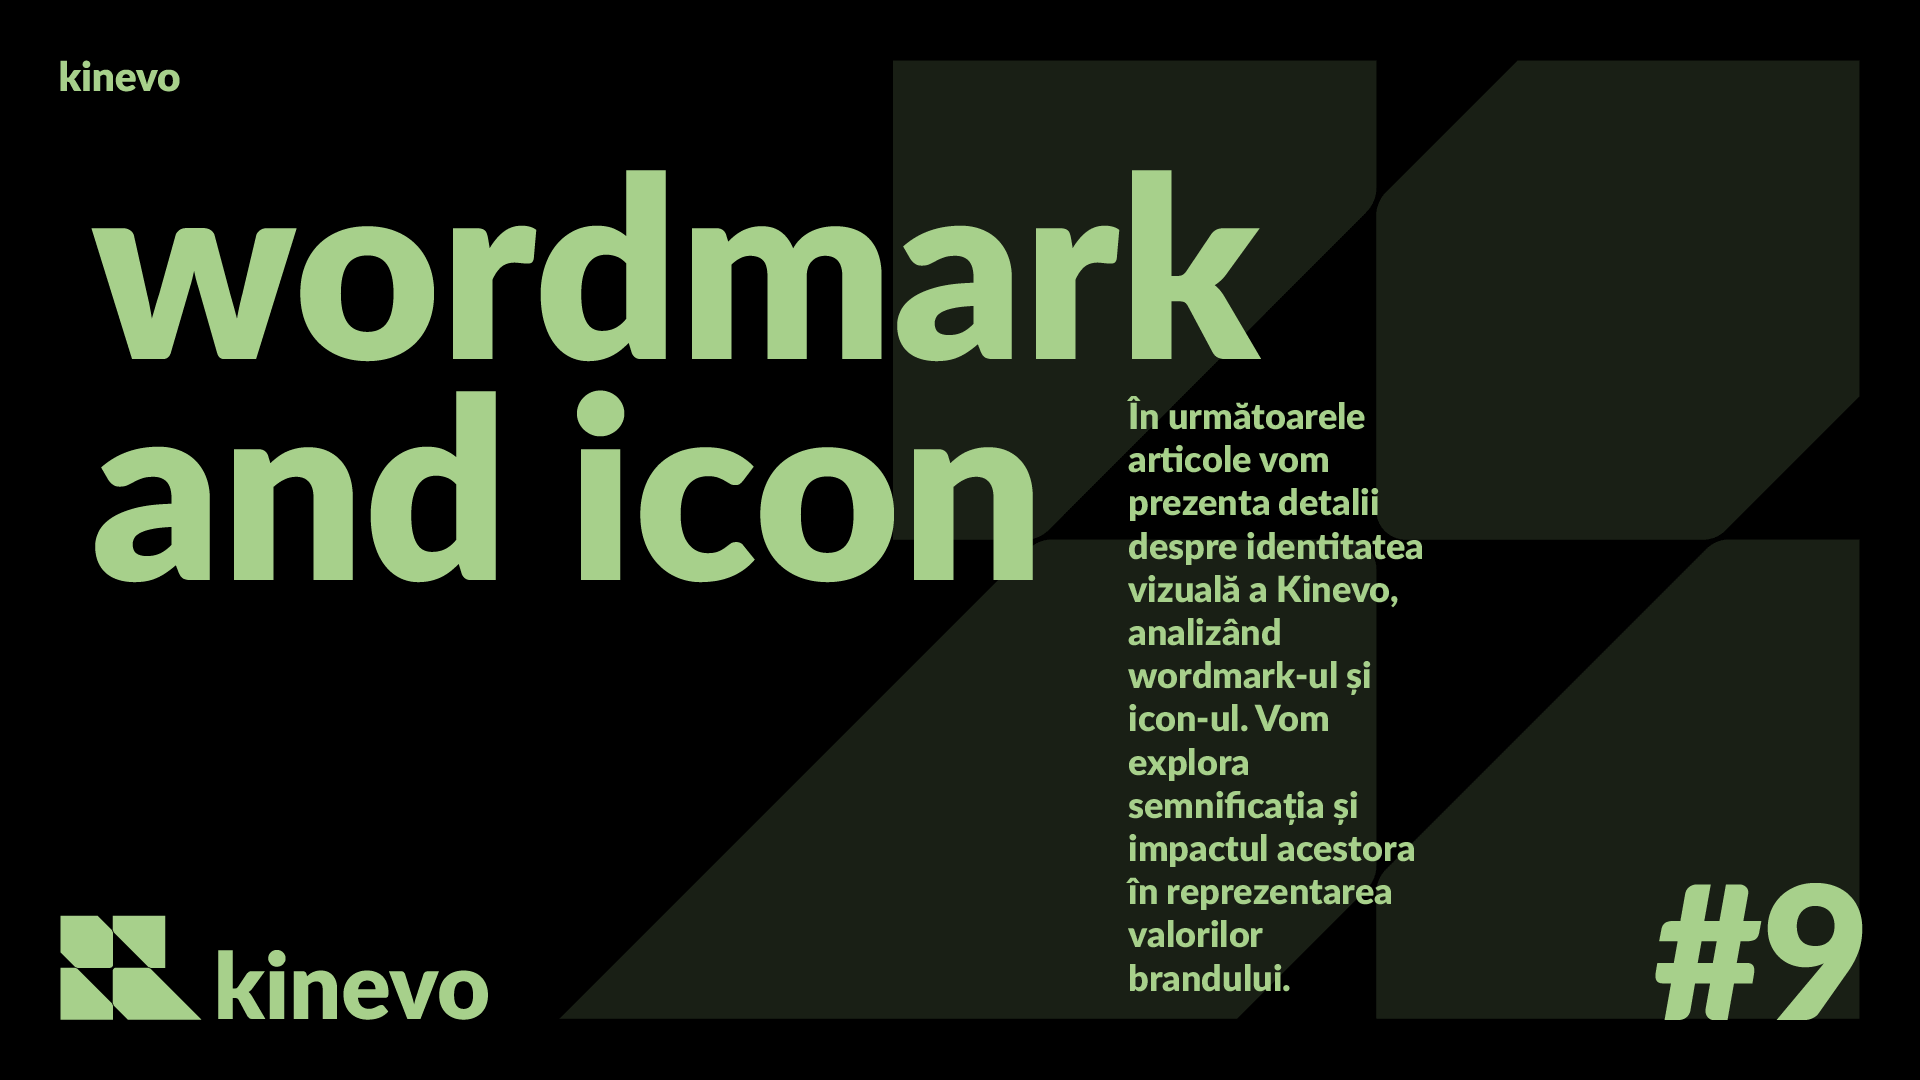 kinevo
wordmark
and icon
În următoarele
articole vom
prezenta detalii
despre identitatea
vizuală a Kinevo,
analizând
wordmark-ul și
icon-ul. Vom
explora
semnificația și
impactul acestora
în reprezentarea
valorilor
brandului.
kinevo
#9